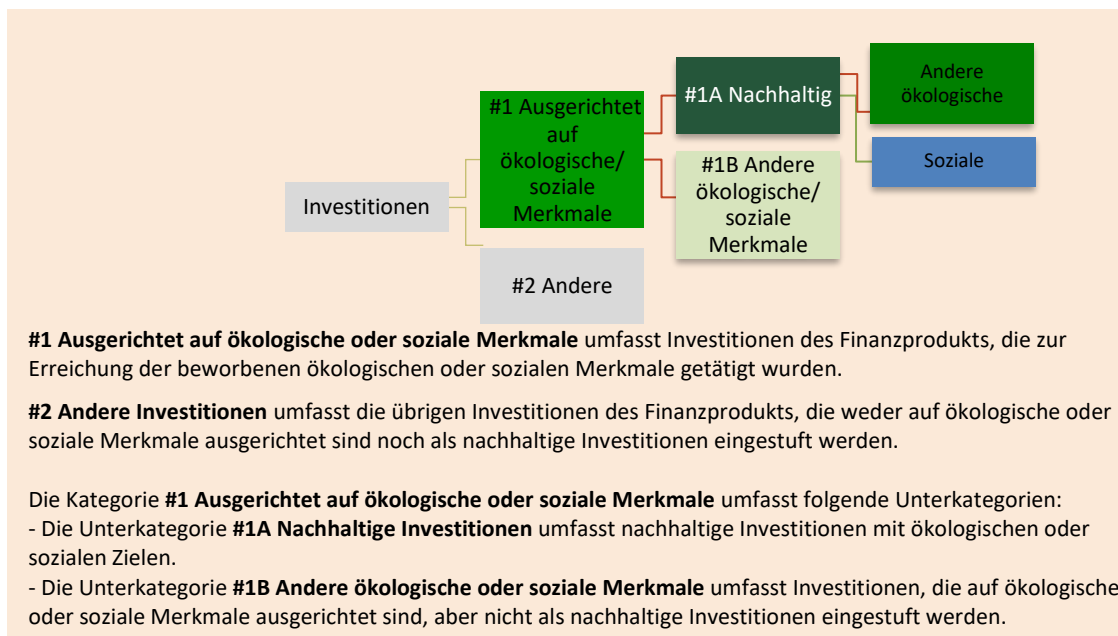 Investitionen
#1 Ausgerichtet
auf
ökologische/
soziale
Merkmale
#2 Andere
#1A Nachhaltig
#1B Andere
ökologische/
soziale
Merkmale
Andere
ökologische
Soziale
#1 Ausgerichtet auf ökologische oder soziale Merkmale umfasst Investitionen des Finanzprodukts, die zur
Erreichung der beworbenen ökologischen oder sozialen Merkmale getätigt wurden.
#2 Andere Investitionen umfasst die übrigen Investitionen des Finanzprodukts, die weder auf ökologische oder
soziale Merkmale ausgerichtet sind noch als nachhaltige Investitionen eingestuft werden.
Die Kategorie #1 Ausgerichtet auf ökologische oder soziale Merkmale umfasst folgende Unterkategorien:
- Die Unterkategorie #1A Nachhaltige Investitionen umfasst nachhaltige Investitionen mit ökologischen oder
sozialen Zielen.
- Die Unterkategorie #1B Andere ökologische oder soziale Merkmale umfasst Investitionen, die auf ökologische
oder soziale Merkmale ausgerichtet sind, aber nicht als nachhaltige Investitionen eingestuft werden.